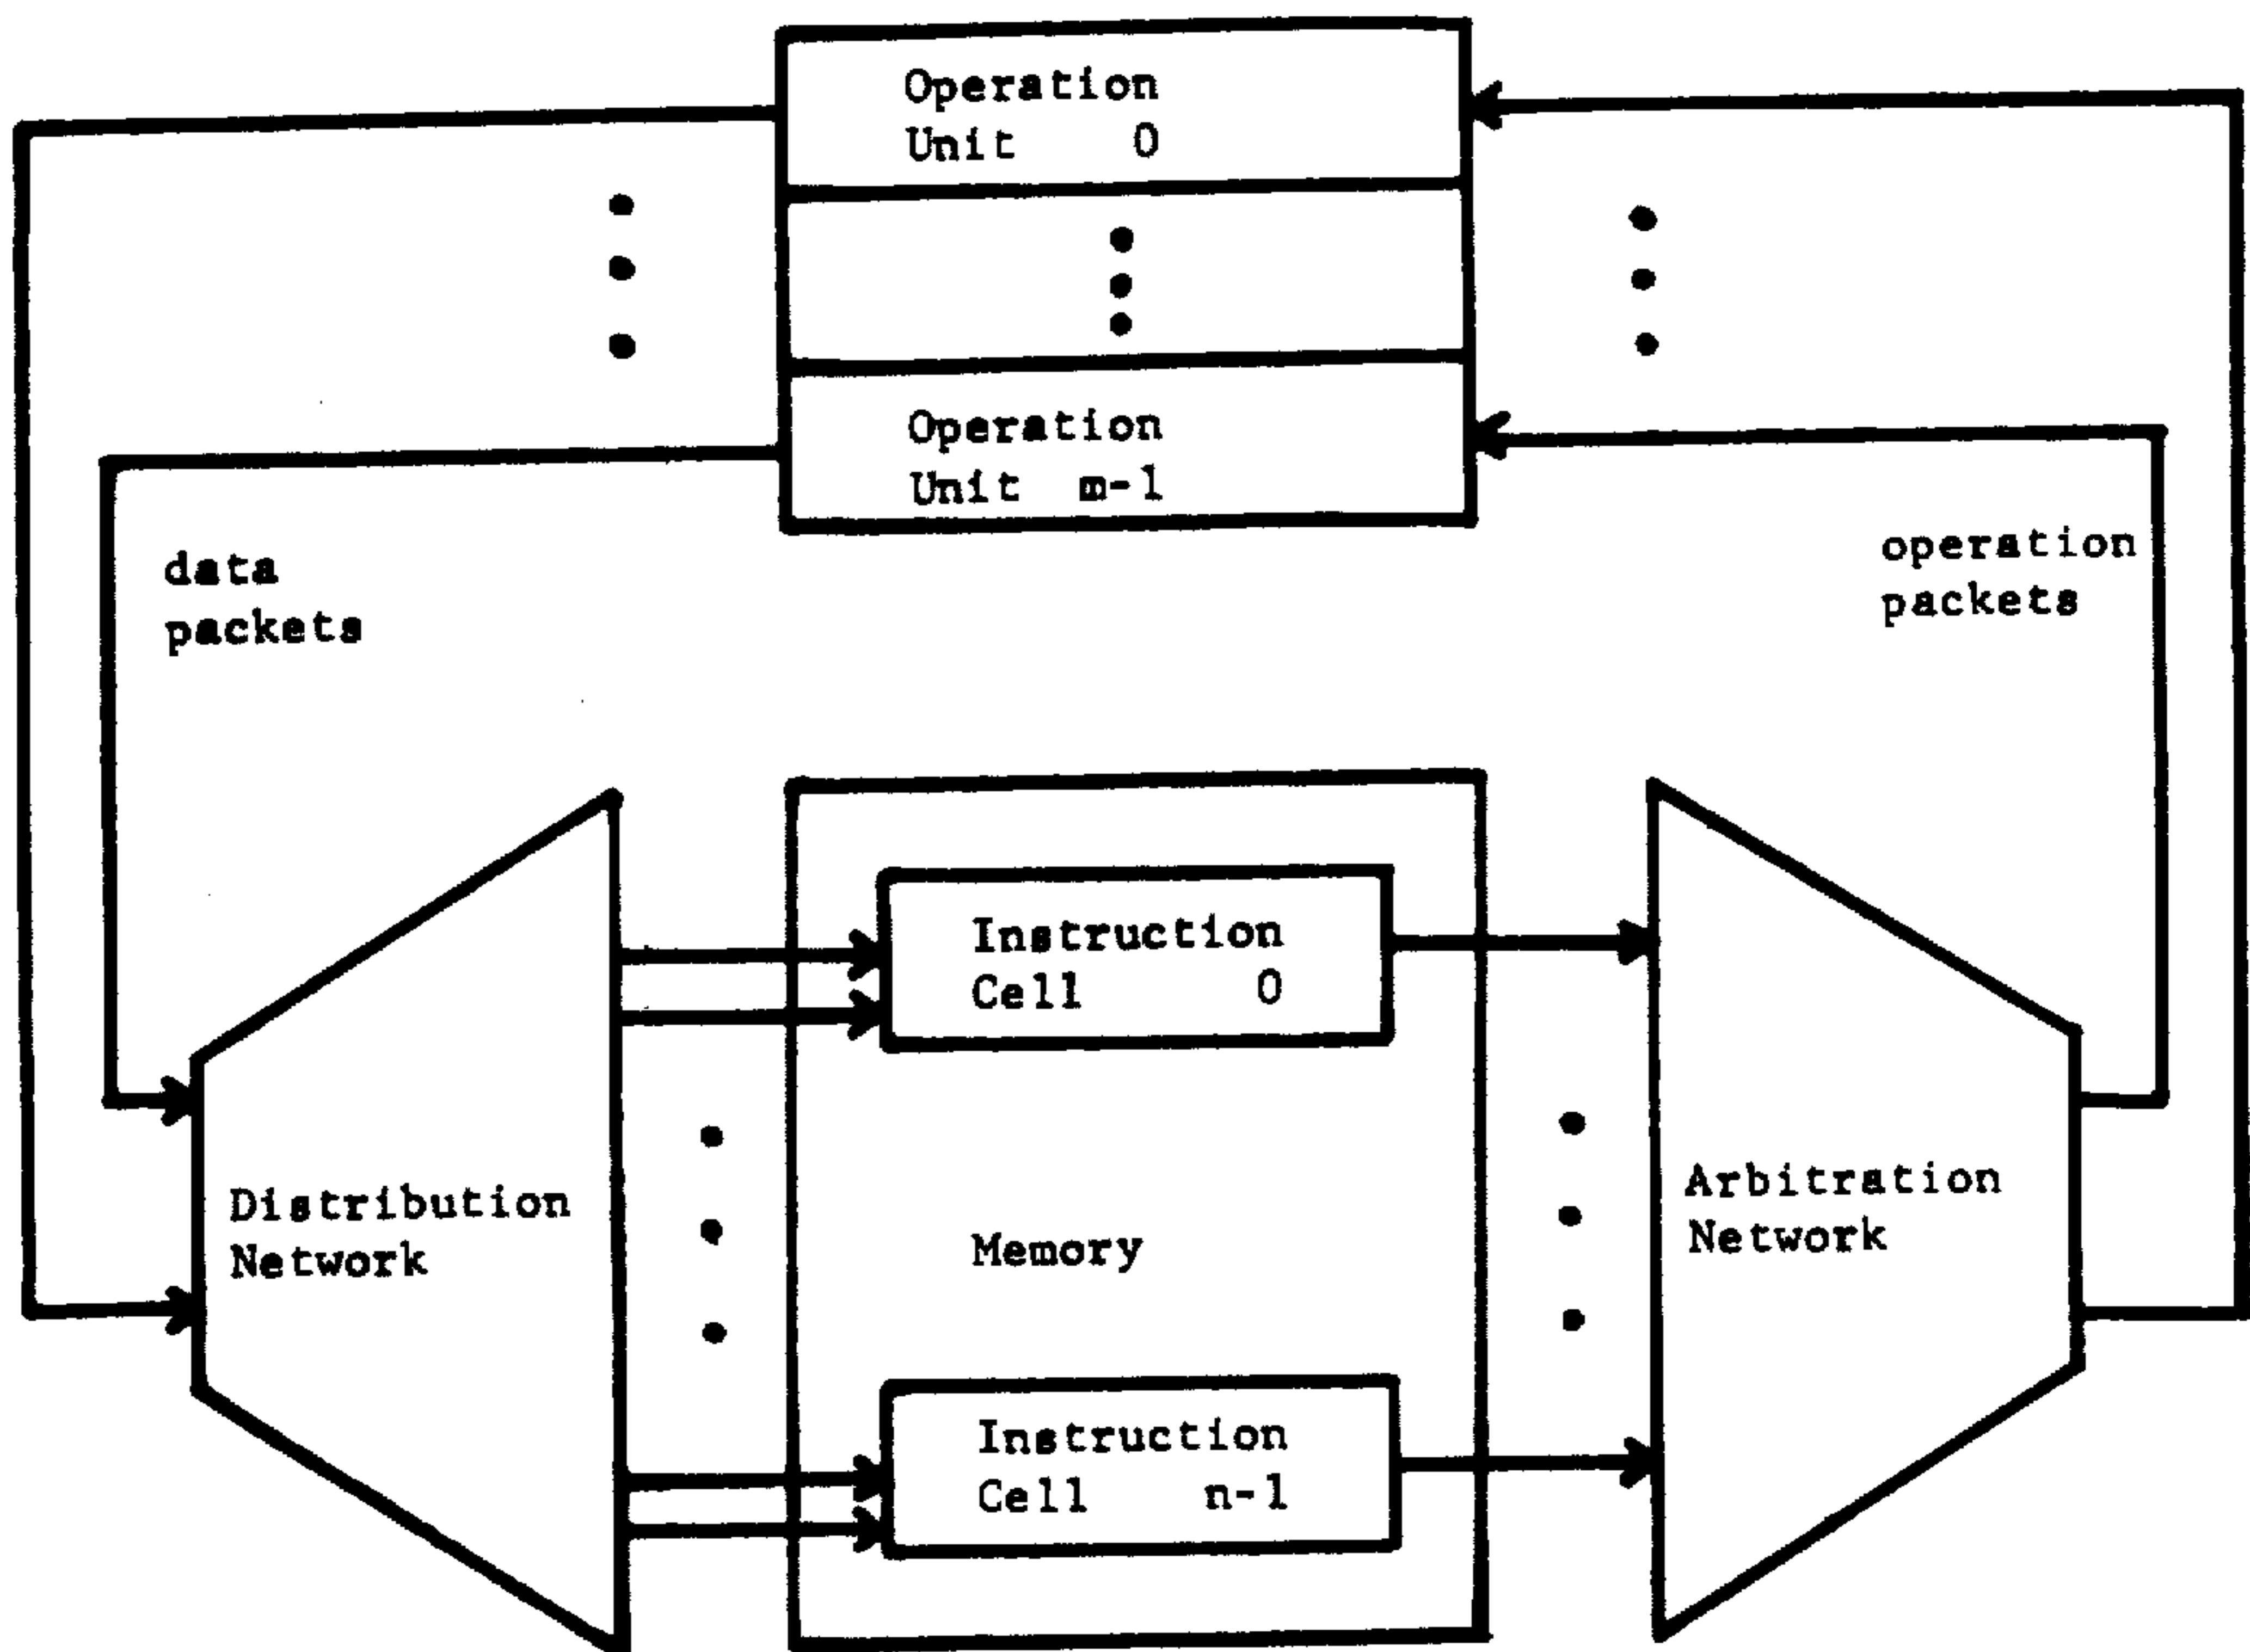 Operation
Unit 0
Operation
Unit m-1
data
packets
operation
packets
Instruction
Cell 0
Distribution
Network
Memory
Arbitration
Network
Instruction
Cell n-1